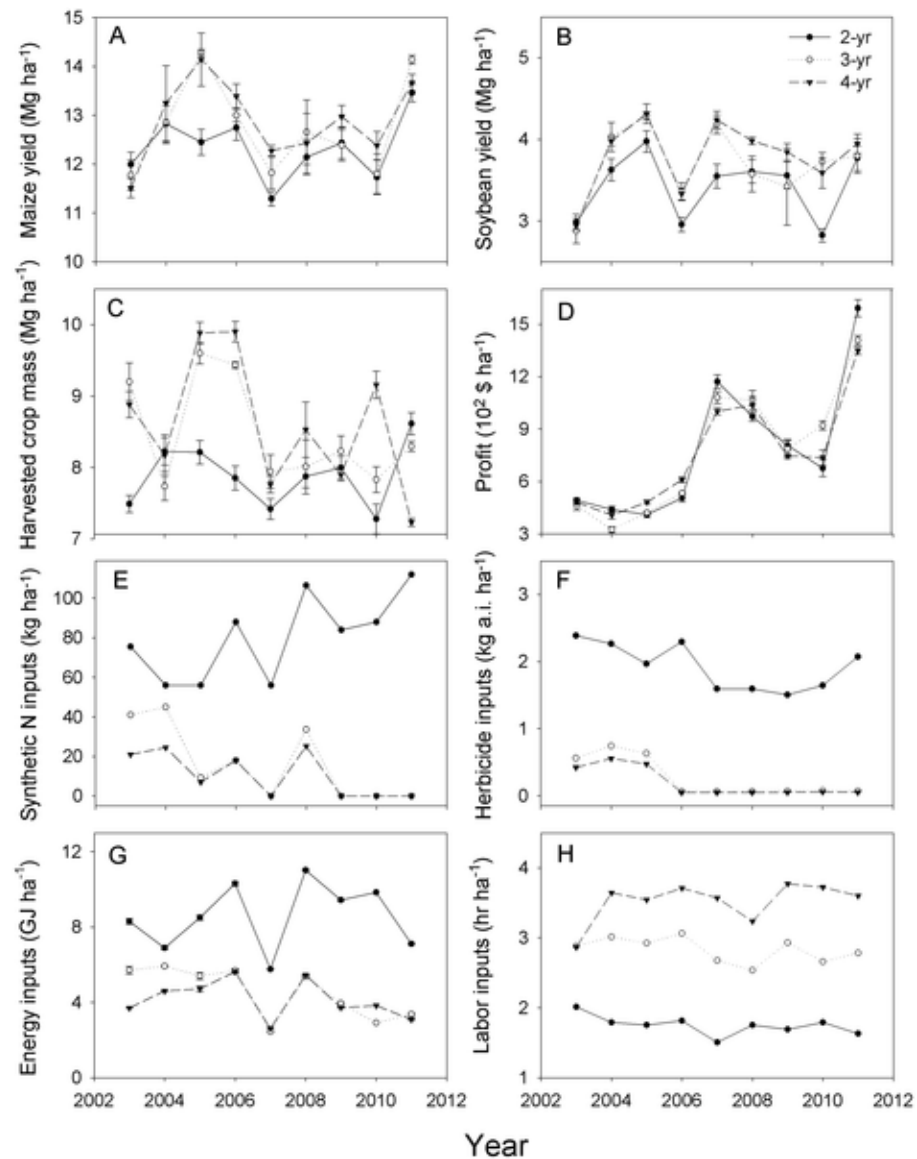 A
Maize yield (Mg ha⁻¹)
15
14
13
12
11
10
B
2-yr
3-yr
4-yr
Soybean yield (Mg ha⁻¹)
5
4
3
C
Harvested crop mass (Mg ha⁻¹)
10
9
8
7
D
Profit (10² $ ha⁻¹)
15
12
9
6
3
E
Synthetic N inputs (kg ha⁻¹)
100
80
60
40
20
0
F
Herbicide inputs (kg a.i. ha⁻¹)
3
2
1
0
G
Energy inputs (GJ ha⁻¹)
12
8
4
0
2002 2004 2006 2008 2010 2012
H
Labor inputs (hr ha⁻¹)
4
3
2
1
2002 2004 2006 2008 2010 2012
Year